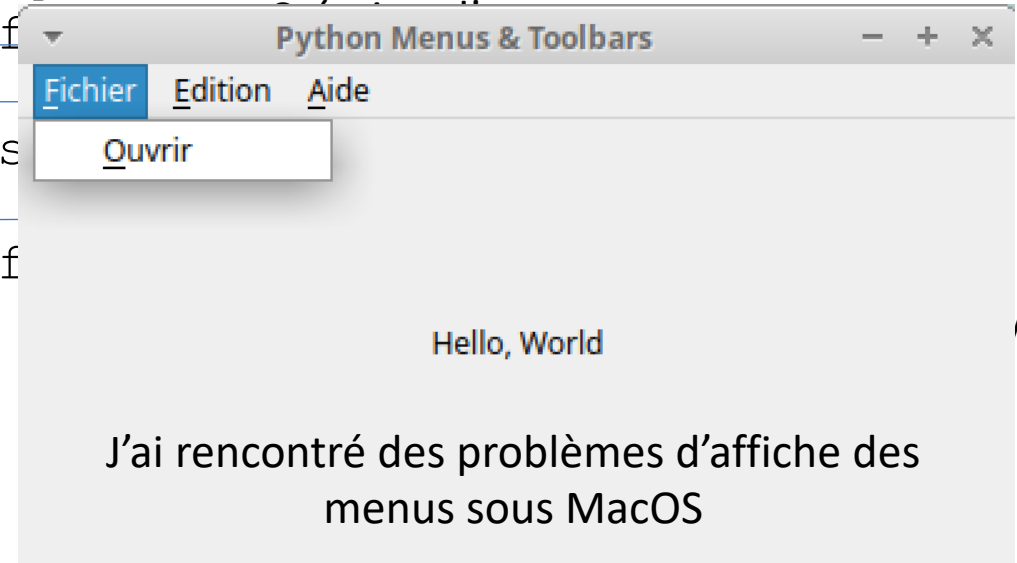 Python Menus & Toolbars
Fichier Edition Aide
Ouvrir
Hello, World
J’ai rencontré des problèmes d’affiche des
menus sous MacOS